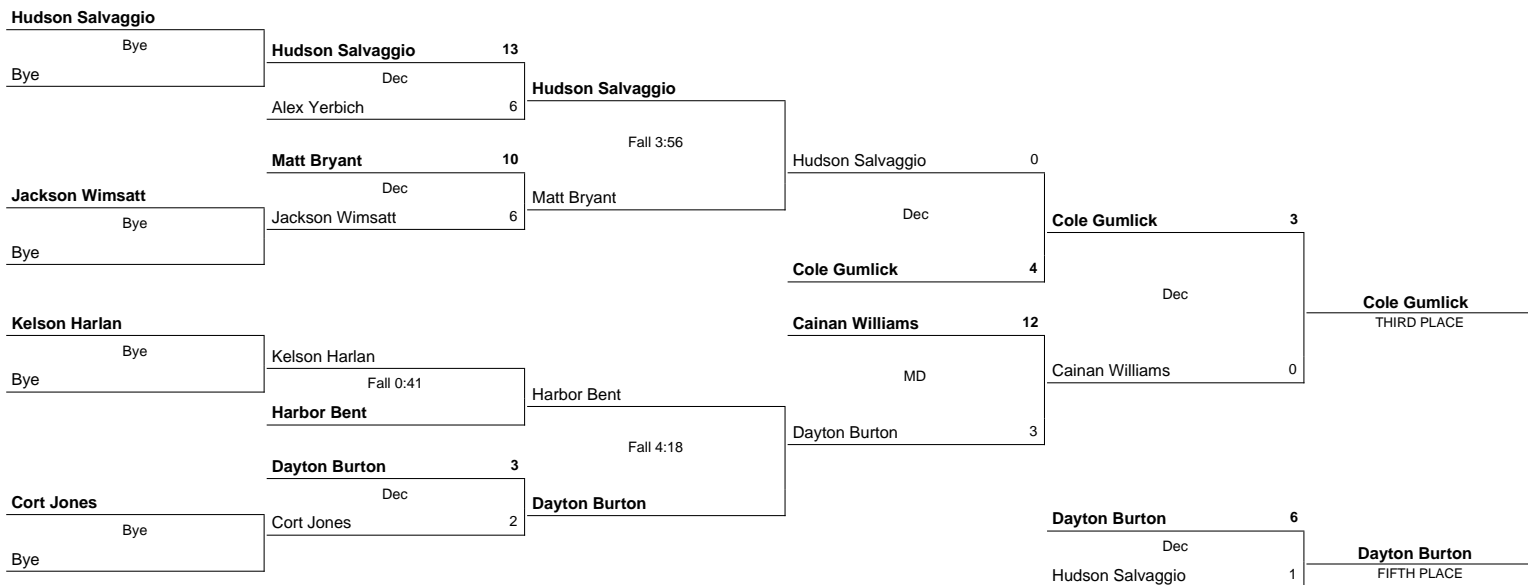 Hudson Salvaggio
Bye
Bye
Jackson Wimsatt
Bye
Bye
Kelson Harlan
Bye
Bye
Cort Jones
Bye
Bye
Hudson Salvaggio 13
Dec
Alex Yerbich 6
Matt Bryant 10
Dec
Jackson Wimsatt 6
Kelson Harlan
Fall 0:41
Harbor Bent
Dayton Burton 3
Dec
Cort Jones 2
Hudson Salvaggio
Fall 3:56
Matt Bryant
Harbor Bent
Fall 4:18
Dayton Burton
Hudson Salvaggio 0
Dec
Cole Gumlick 4
Cainan Williams 12
MD
Dayton Burton 3
Cole Gumlick 3
Dec
Cainan Williams 0
Cole Gumlick
THIRD PLACE
Dayton Burton 6
Dec
Hudson Salvaggio 1
Dayton Burton
FIFTH PLACE